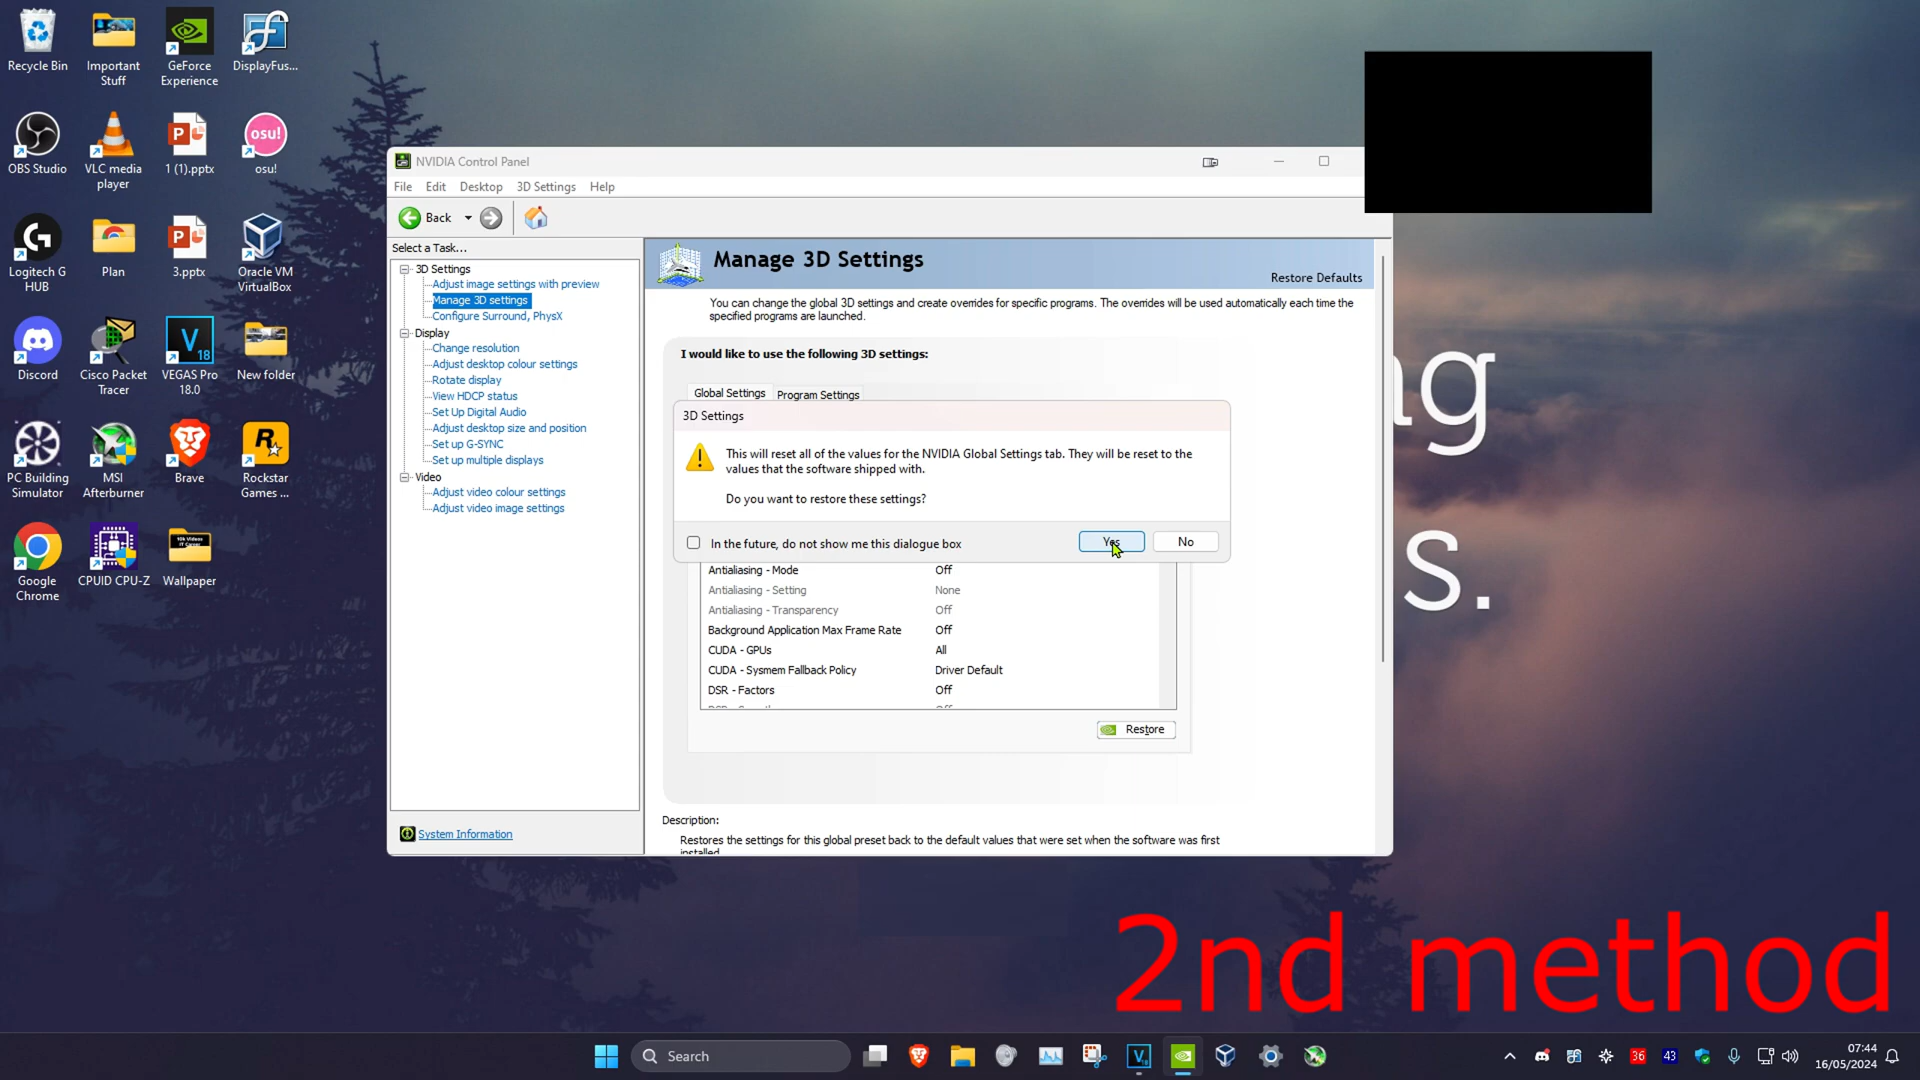 Recycle Bin
Important
Stuff
GeForce
Experience
DisplayFus...
OBS Studio
VLC media
player
1 (1).pptx
osu!
osu!
Logitech G
HUB
Plan
3.pptx
Oracle VM
VirtualBox
Discord
Cisco Packet
Tracer
V
18
VEGAS Pro
18.0
New folder
PC Building
Simulator
MSI
Afterburner
Brave
Rockstar
Games ...
Google
Chrome
CPUID CPU-Z
Wallpaper
NVIDIA Control Panel
File Edit Desktop 3D Settings Help
Back
Select a Task...
3D Settings
Adjust image settings with preview
Manage 3D settings
Configure Surround, PhysX
Display
Change resolution
Adjust desktop colour settings
Rotate display
View HDCP status
Set Up Digital Audio
Adjust desktop size and position
Set up G-SYNC
Set up multiple displays
Video
Adjust video colour settings
Adjust video image settings
System Information
Manage 3D Settings
Restore Defaults
You can change the global 3D settings and create overrides for specific programs. The overrides will be used automatically each time the
specified programs are launched.
I would like to use the following 3D settings:
Global Settings Program Settings
3D Settings
This will reset all of the values for the NVIDIA Global Settings tab. They will be reset to the
values that the software shipped with.
Do you want to restore these settings?
In the future, do not show me this dialogue box
Yes
No
Antialiasing - Mode Off
Antialiasing - Setting None
Antialiasing - Transparency Off
Background Application Max Frame Rate Off
CUDA - GPUs All
CUDA - Sysmem Fallback Policy Driver Default
DSR - Factors Off
Restore
Description:
Restores the settings for this global preset back to the default values that were set when the software was first
installed.
g
s.
2nd method
Search
36
43
07:44
16/05/2024